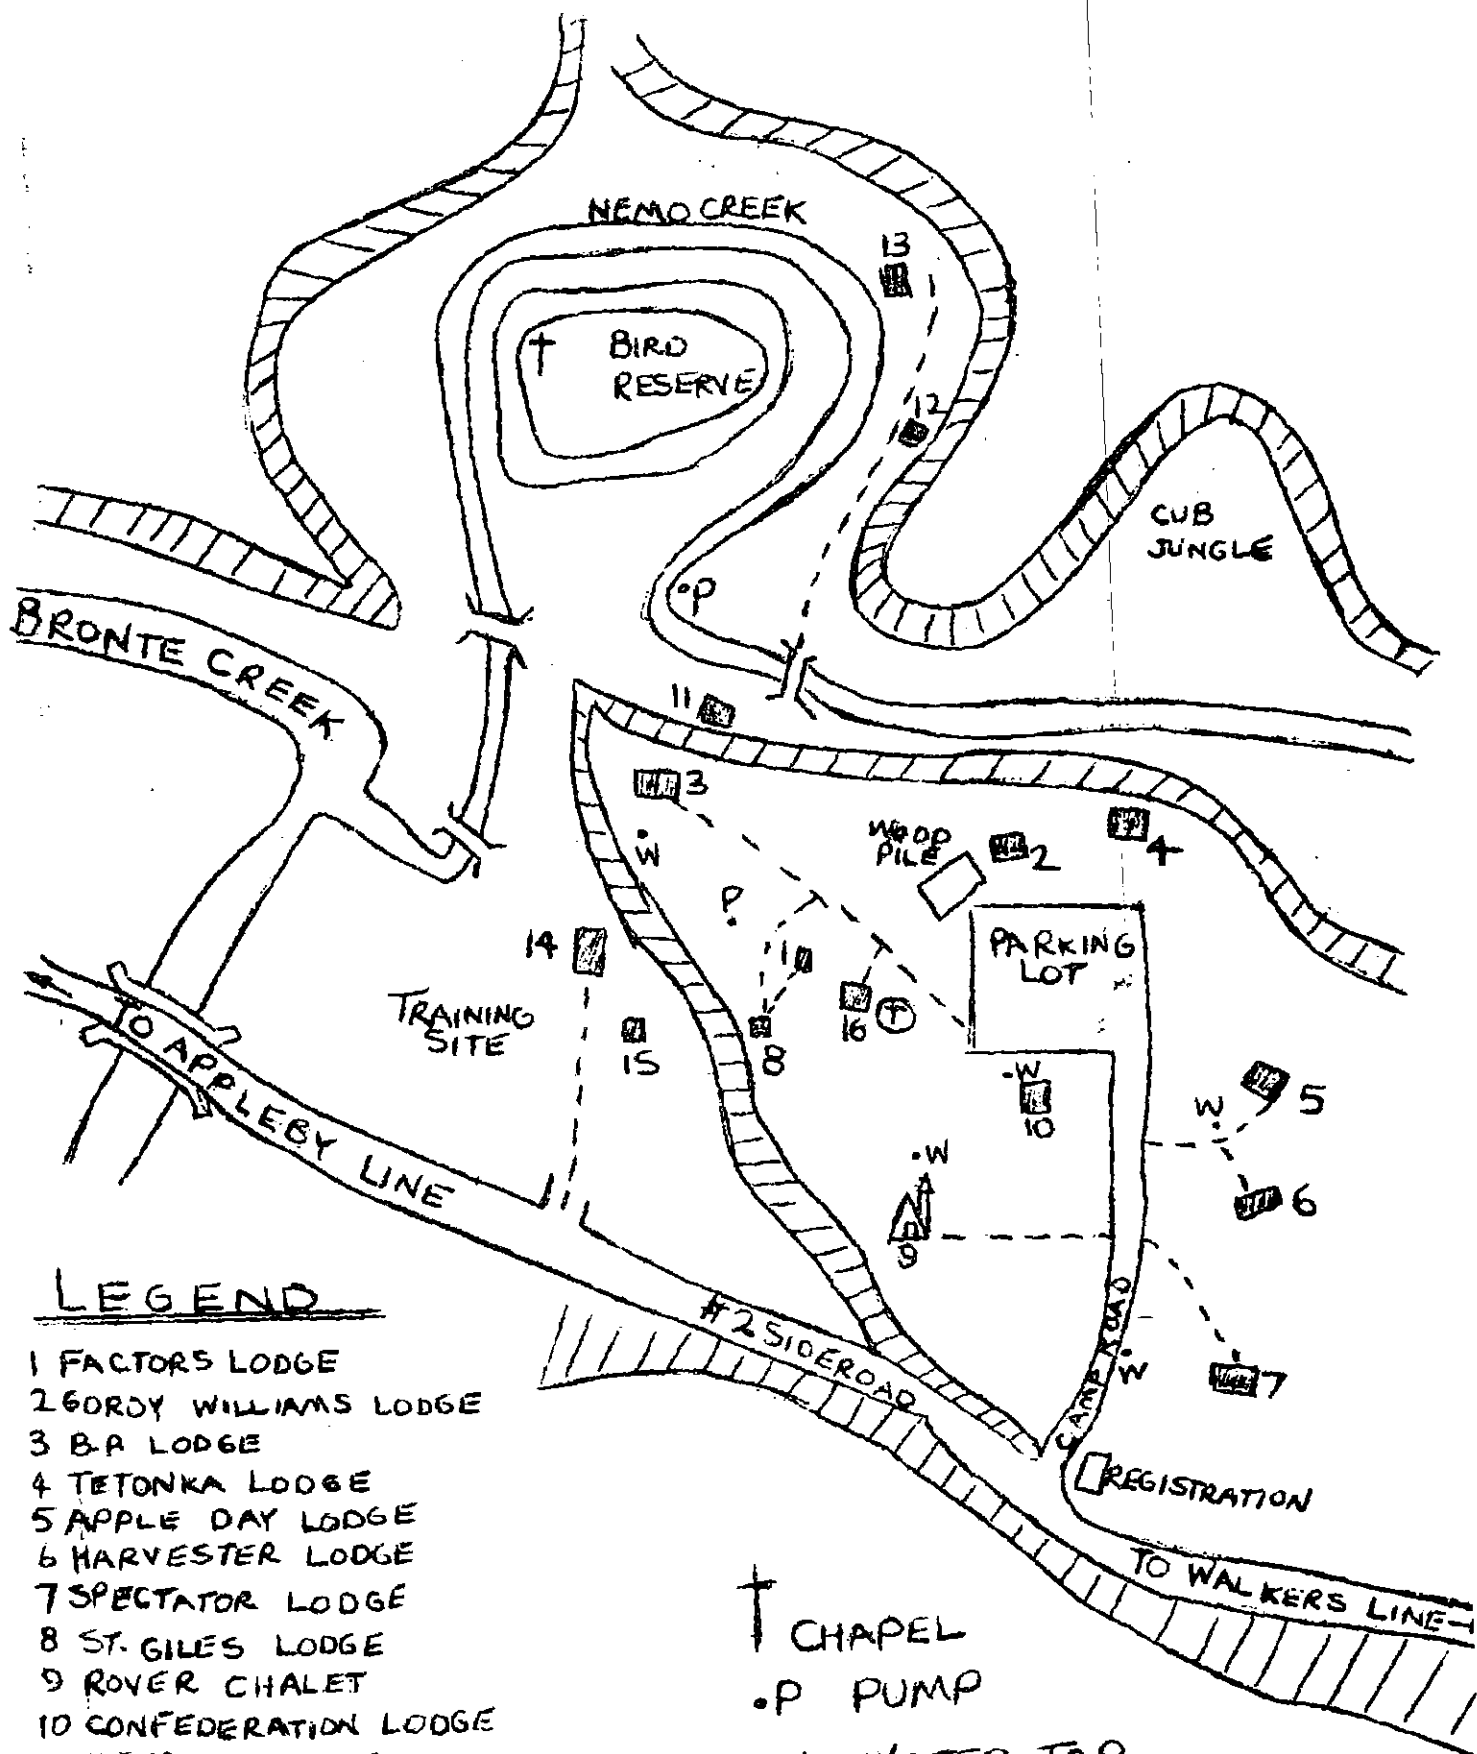 NEMO CREEK
13
BIRD
RESERVE
12
CUB
JUNGLE
.P
BRONTE CREEK
11
3
W
WOOD
PILE
2
4
P
14
1
PARKING
LOT
TRAINING
SITE
15
8
16
T
.W
10
W
5
6
.W
9
TO APPLEBY LINE
#2 SIDEROAD
CAMP ROAD
W
7
REGISTRATION
TO WALKERS LINE
LEGEND
1 FACTORS LODGE
2 GORDY WILLIAMS LODGE
3 B.P LODGE
4 TETONKA LODGE
5 APPLE DAY LODGE
6 HARVESTER LODGE
7 SPECTATOR LODGE
8 ST. GILES LODGE
9 ROVER CHALET
10 CONFEDERATION LODGE
† CHAPEL
.P PUMP
WATER TAP